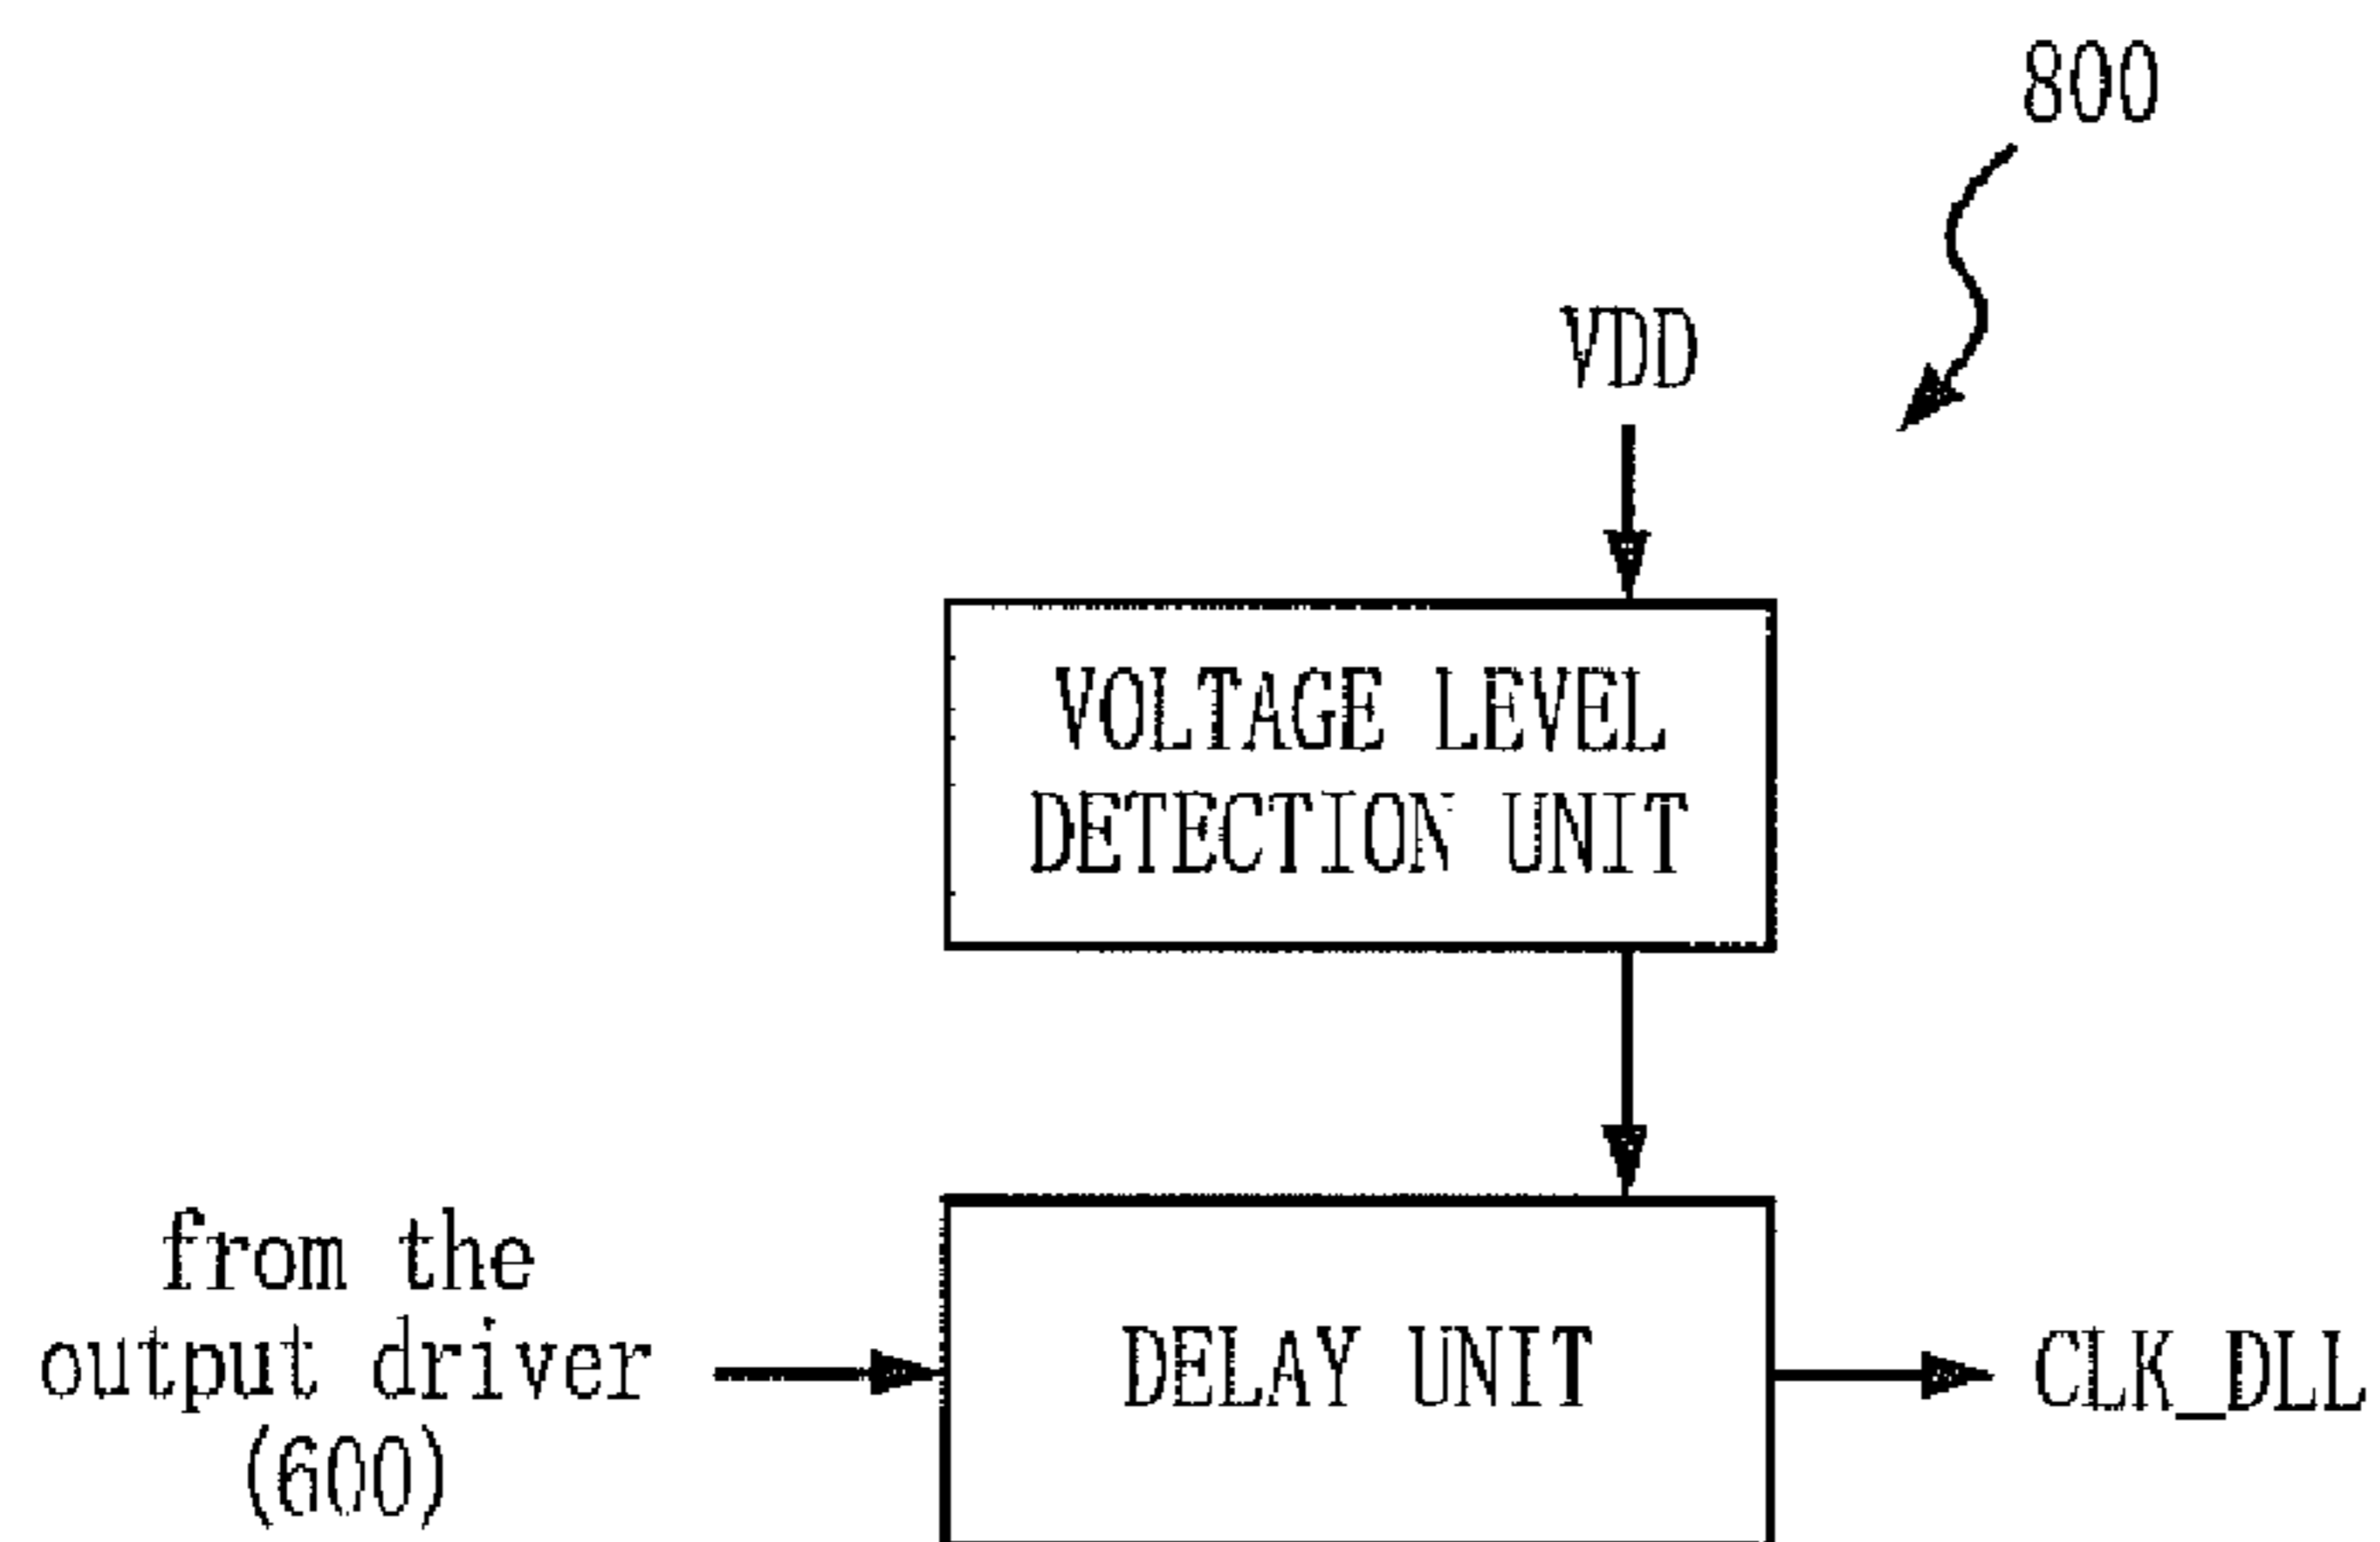 800
VDD
VOLTAGE LEVEL
DETECTION UNIT
from the
output driver
(600)
DELAY UNIT
CLK_DLL